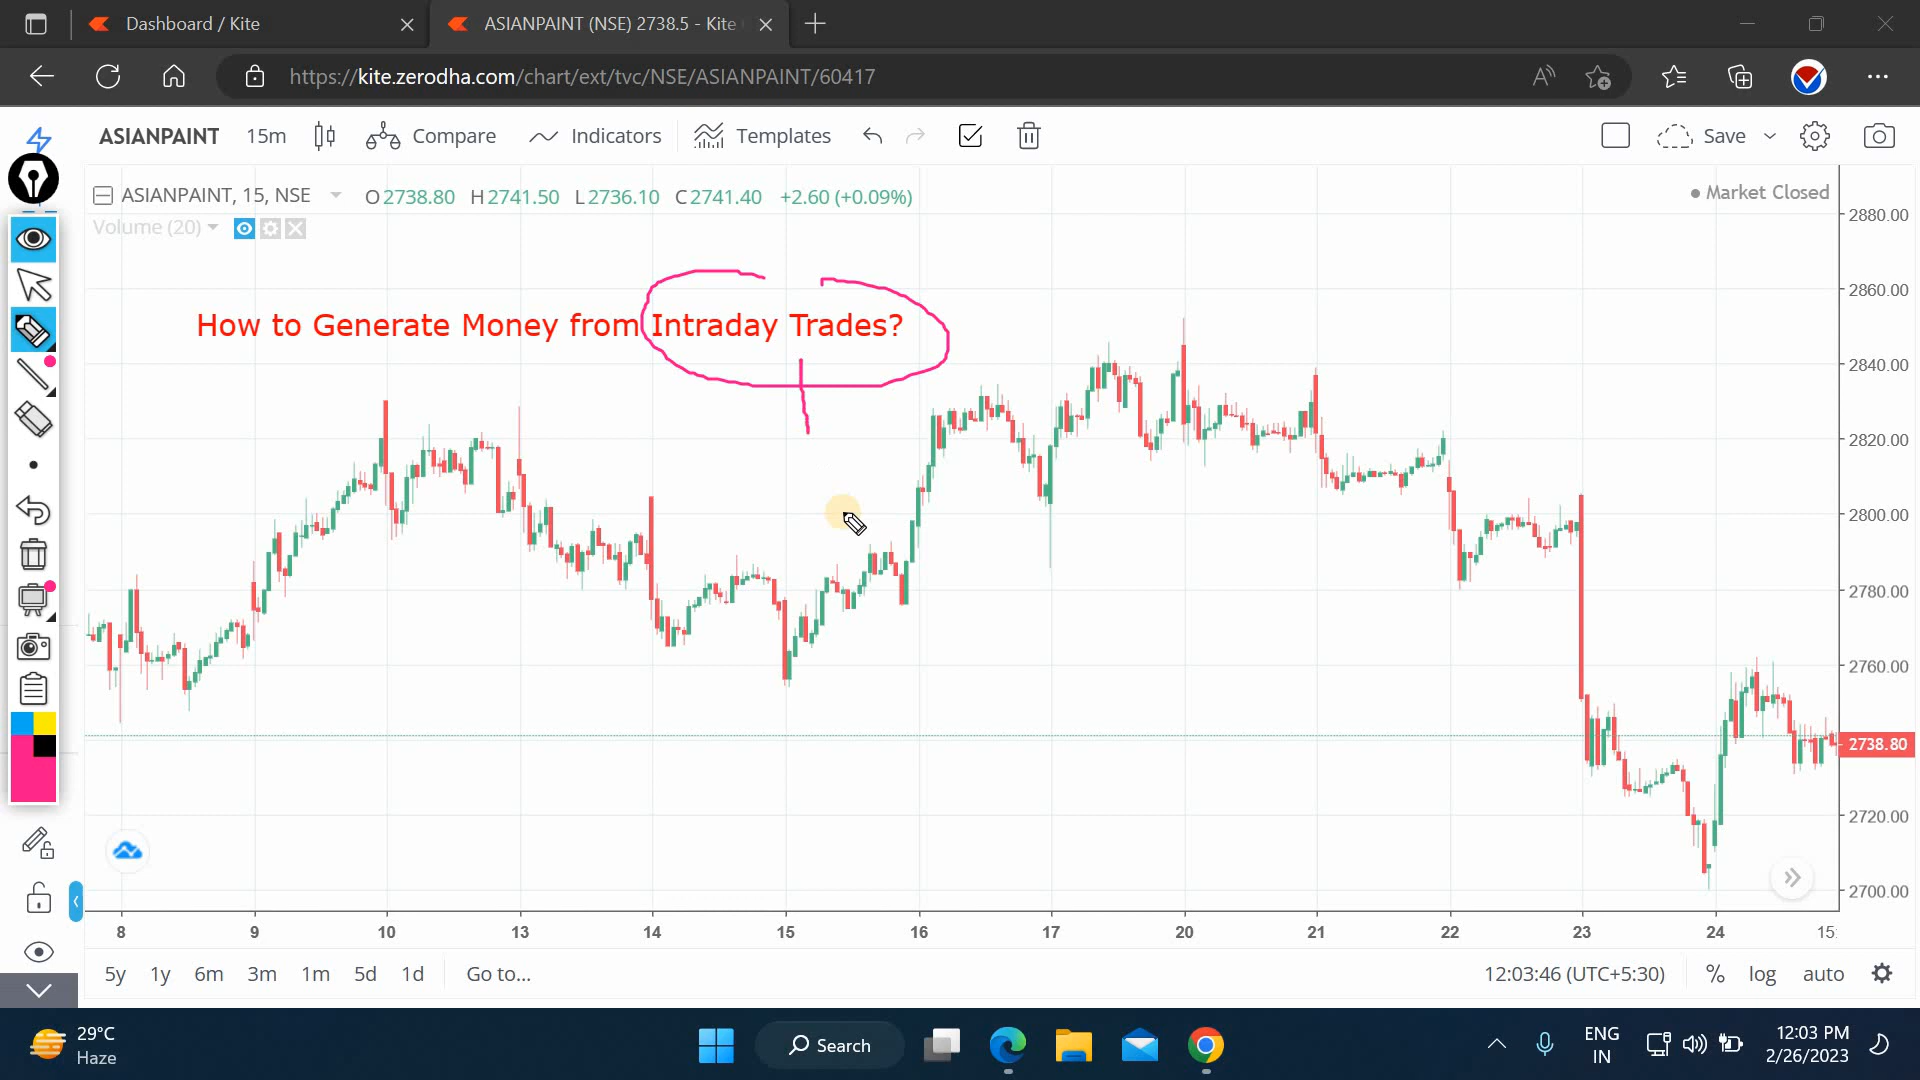 Dashboard / Kite
ASIANPAINT (NSE) 2738.5 - Kite
https://kite.zerodha.com/chart/ext/tvc/NSE/ASIANPAINT/60417
ASIANPAINT 15m Compare Indicators Templates Save
ASIANPAINT, 15, NSE O2738.80 H2741.50 L2736.10 C2741.40 +2.60 (+0.09%)
Market Closed
Volume (20)
How to Generate Money from Intraday Trades?
2880.00
2860.00
2840.00
2820.00
2800.00
2780.00
2760.00
2738.80
2720.00
2700.00
8 9 10 13 14 15 16 17 20 21 22 23 24 15:
5y 1y 6m 3m 1m 5d 1d Go to... 12:03:46 (UTC+5:30) % log auto
29°C
Haze
Search
ENG
IN
12:03 PM
2/26/2023